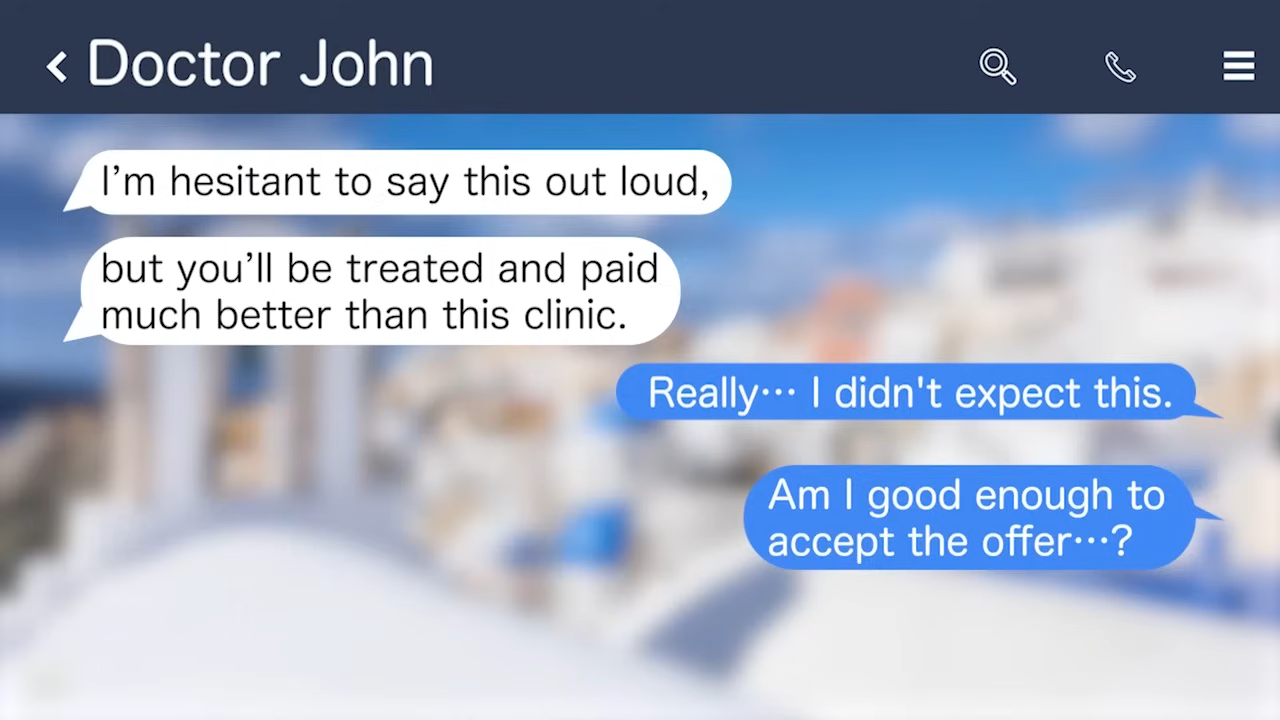 Doctor John
I’m hesitant to say this out loud,
but you’ll be treated and paid
much better than this clinic.
Really··· I didn't expect this.
Am I good enough to
accept the offer···?